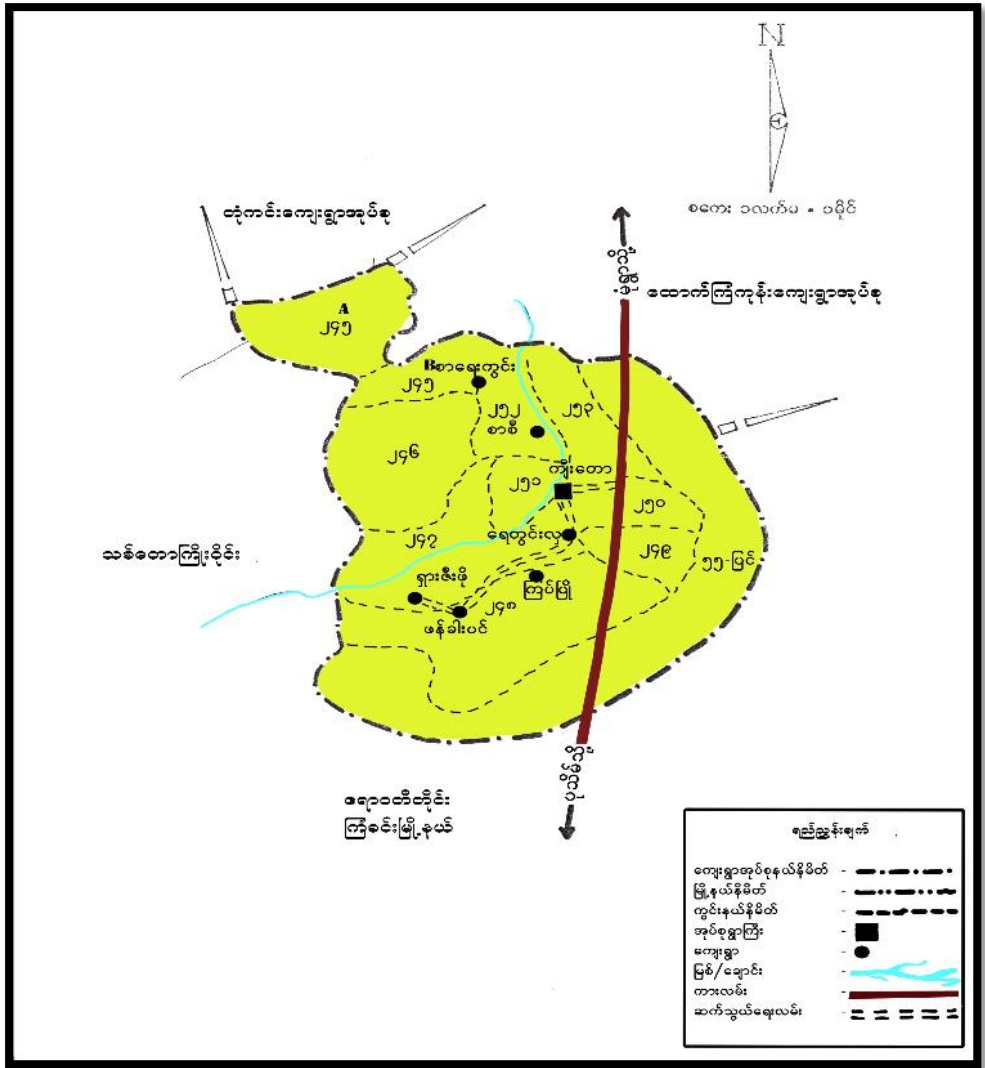 N
စကေး ၁လက်မ = ၁မိုင်
တုံကင်းကျေးရွာအုပ်စု
ထောက်ကြံ့ကုန်းကျေးရွာအုပ်စု
A
၂၄၅
B စာရေးကွင်း
၂၄၅
၂၅၂
၂၅၃
စာစီ
၂၄၆
ကျီးတော
၂၅၁
၂၅၀
၂၄၇
ရေတွင်းလှ
၂၄၉
၅၅-ပြင်
သစ်တောကြိုးဝိုင်း
ရှားဇီးဖို
ကြပ်ဖြို
၂၄၈
ဖန်ခါးပင်
ဧရာဝတီတိုင်း
ကြံခင်းမြို့နယ်
ရည်ညွှန်းချက်
ကျေးရွာအုပ်စုနယ်နိမိတ် -
မြို့နယ်နိမိတ် -
ကွင်းနယ်နိမိတ် -
အုပ်စုရွာကြီး -
ကျေးရွာ -
မြစ်/ချောင်း -
ကားလမ်း -
ဆက်သွယ်ရေးလမ်း -